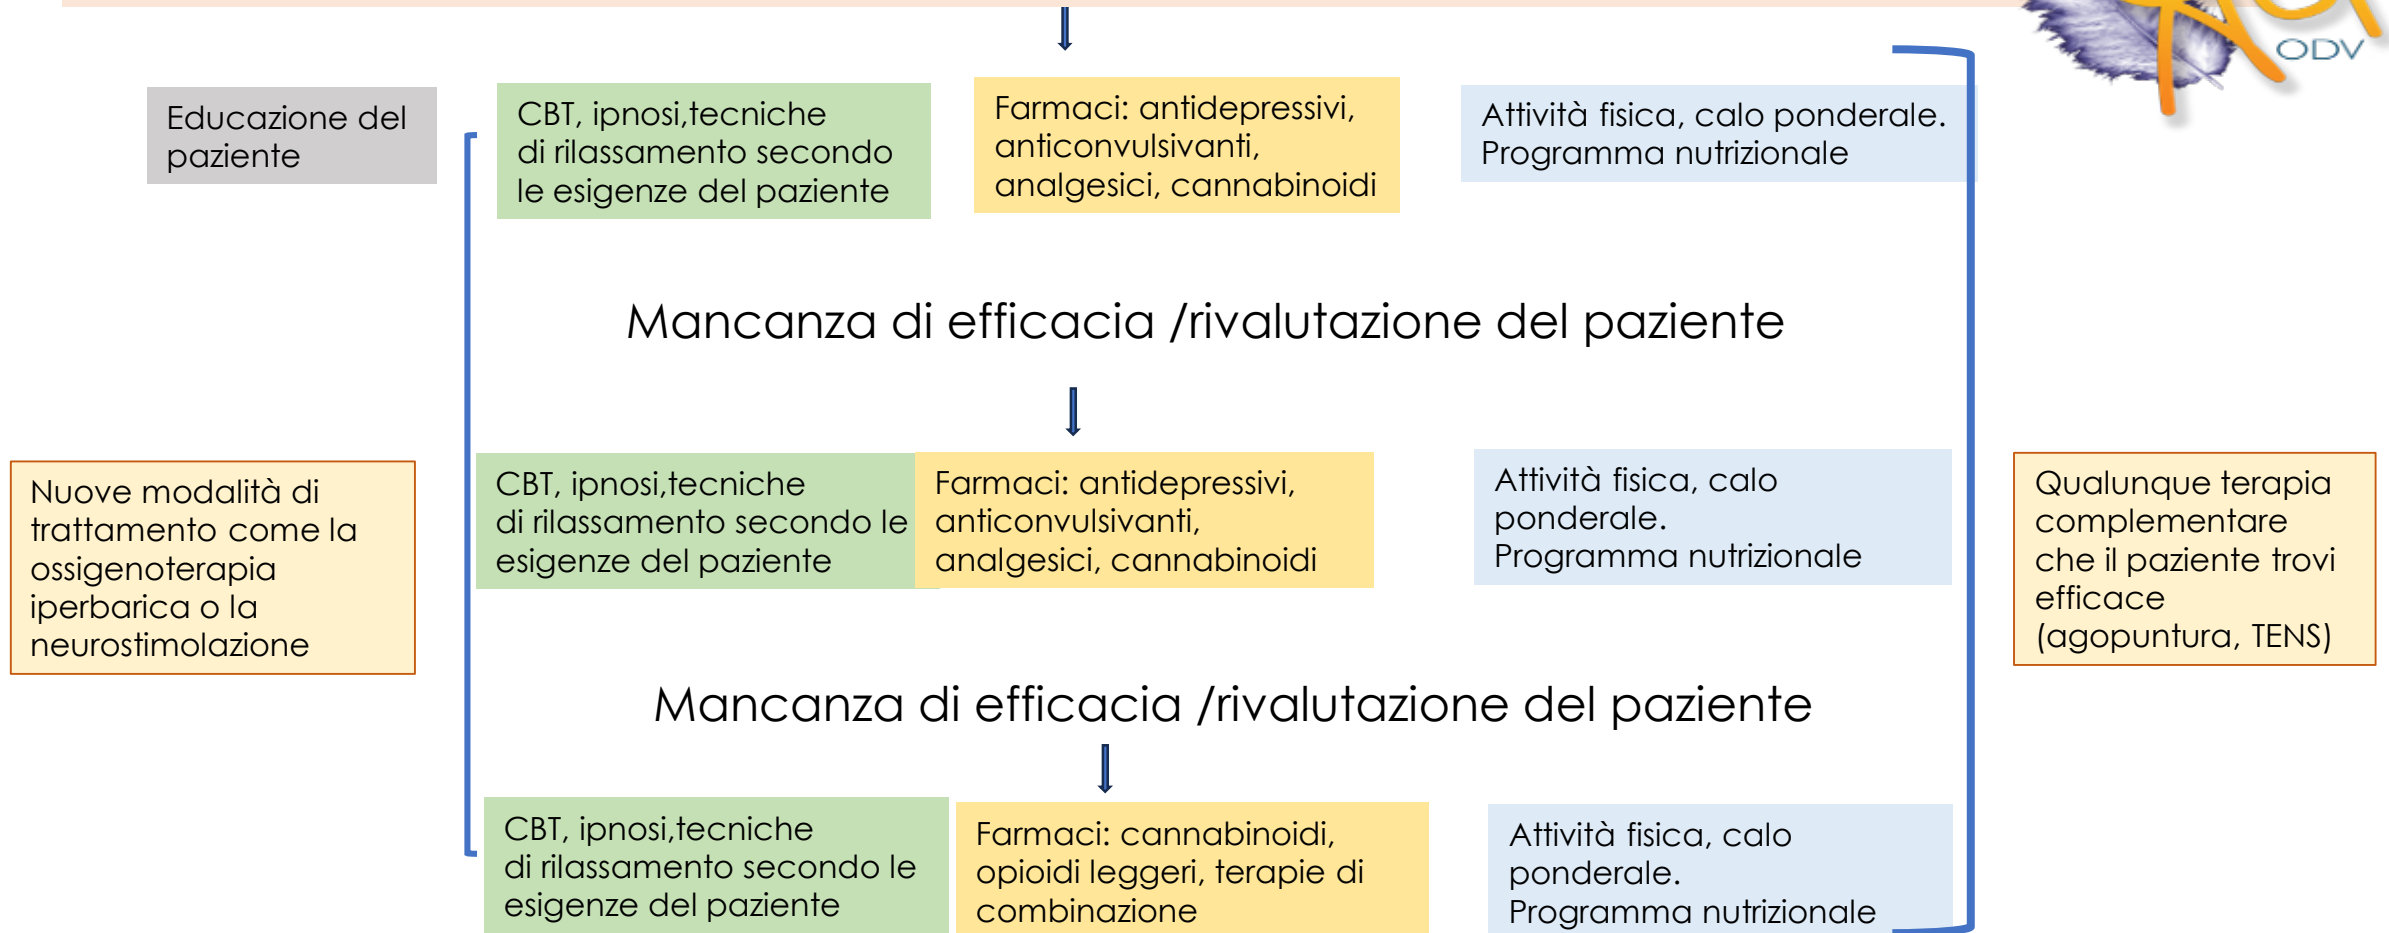 ODV
Educazione del
paziente
CBT, ipnosi,tecniche
di rilassamento secondo
le esigenze del paziente
Farmaci: antidepressivi,
anticonvulsivanti,
analgesici, cannabinoidi
Attività fisica, calo ponderale.
Programma nutrizionale
Mancanza di efficacia /rivalutazione del paziente
Nuove modalità di
trattamento come la
ossigenoterapia
iperbarica o la
neurostimolazione
CBT, ipnosi,tecniche
di rilassamento secondo le
esigenze del paziente
Farmaci: antidepressivi,
anticonvulsivanti,
analgesici, cannabinoidi
Attività fisica, calo
ponderale.
Programma nutrizionale
Qualunque terapia
complementare
che il paziente trovi
efficace
(agopuntura, TENS)
Mancanza di efficacia /rivalutazione del paziente
CBT, ipnosi,tecniche
di rilassamento secondo le
esigenze del paziente
Farmaci: cannabinoidi,
opioidi leggeri, terapie di
combinazione
Attività fisica, calo
ponderale.
Programma nutrizionale